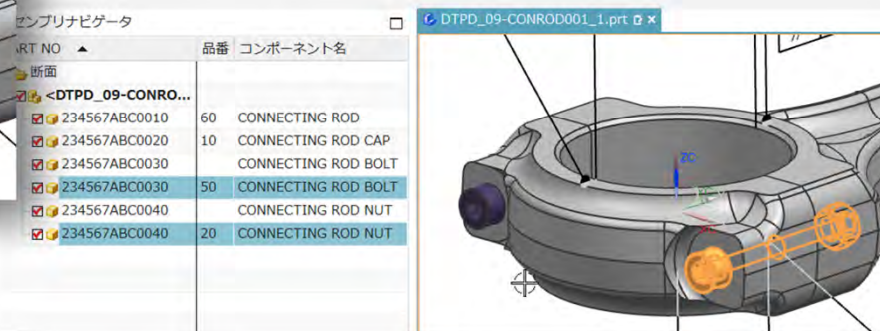 センブリナビゲータ
DTPD_09-CONROD001_1.prt
ART NO 品番 コンポーネント名
断面
<DTPD_09-CONRO...
234567ABC0010 60 CONNECTING ROD
234567ABC0020 10 CONNECTING ROD CAP
234567ABC0030 CONNECTING ROD BOLT
234567ABC0030 50 CONNECTING ROD BOLT
234567ABC0040 CONNECTING ROD NUT
234567ABC0040 20 CONNECTING ROD NUT
ZC